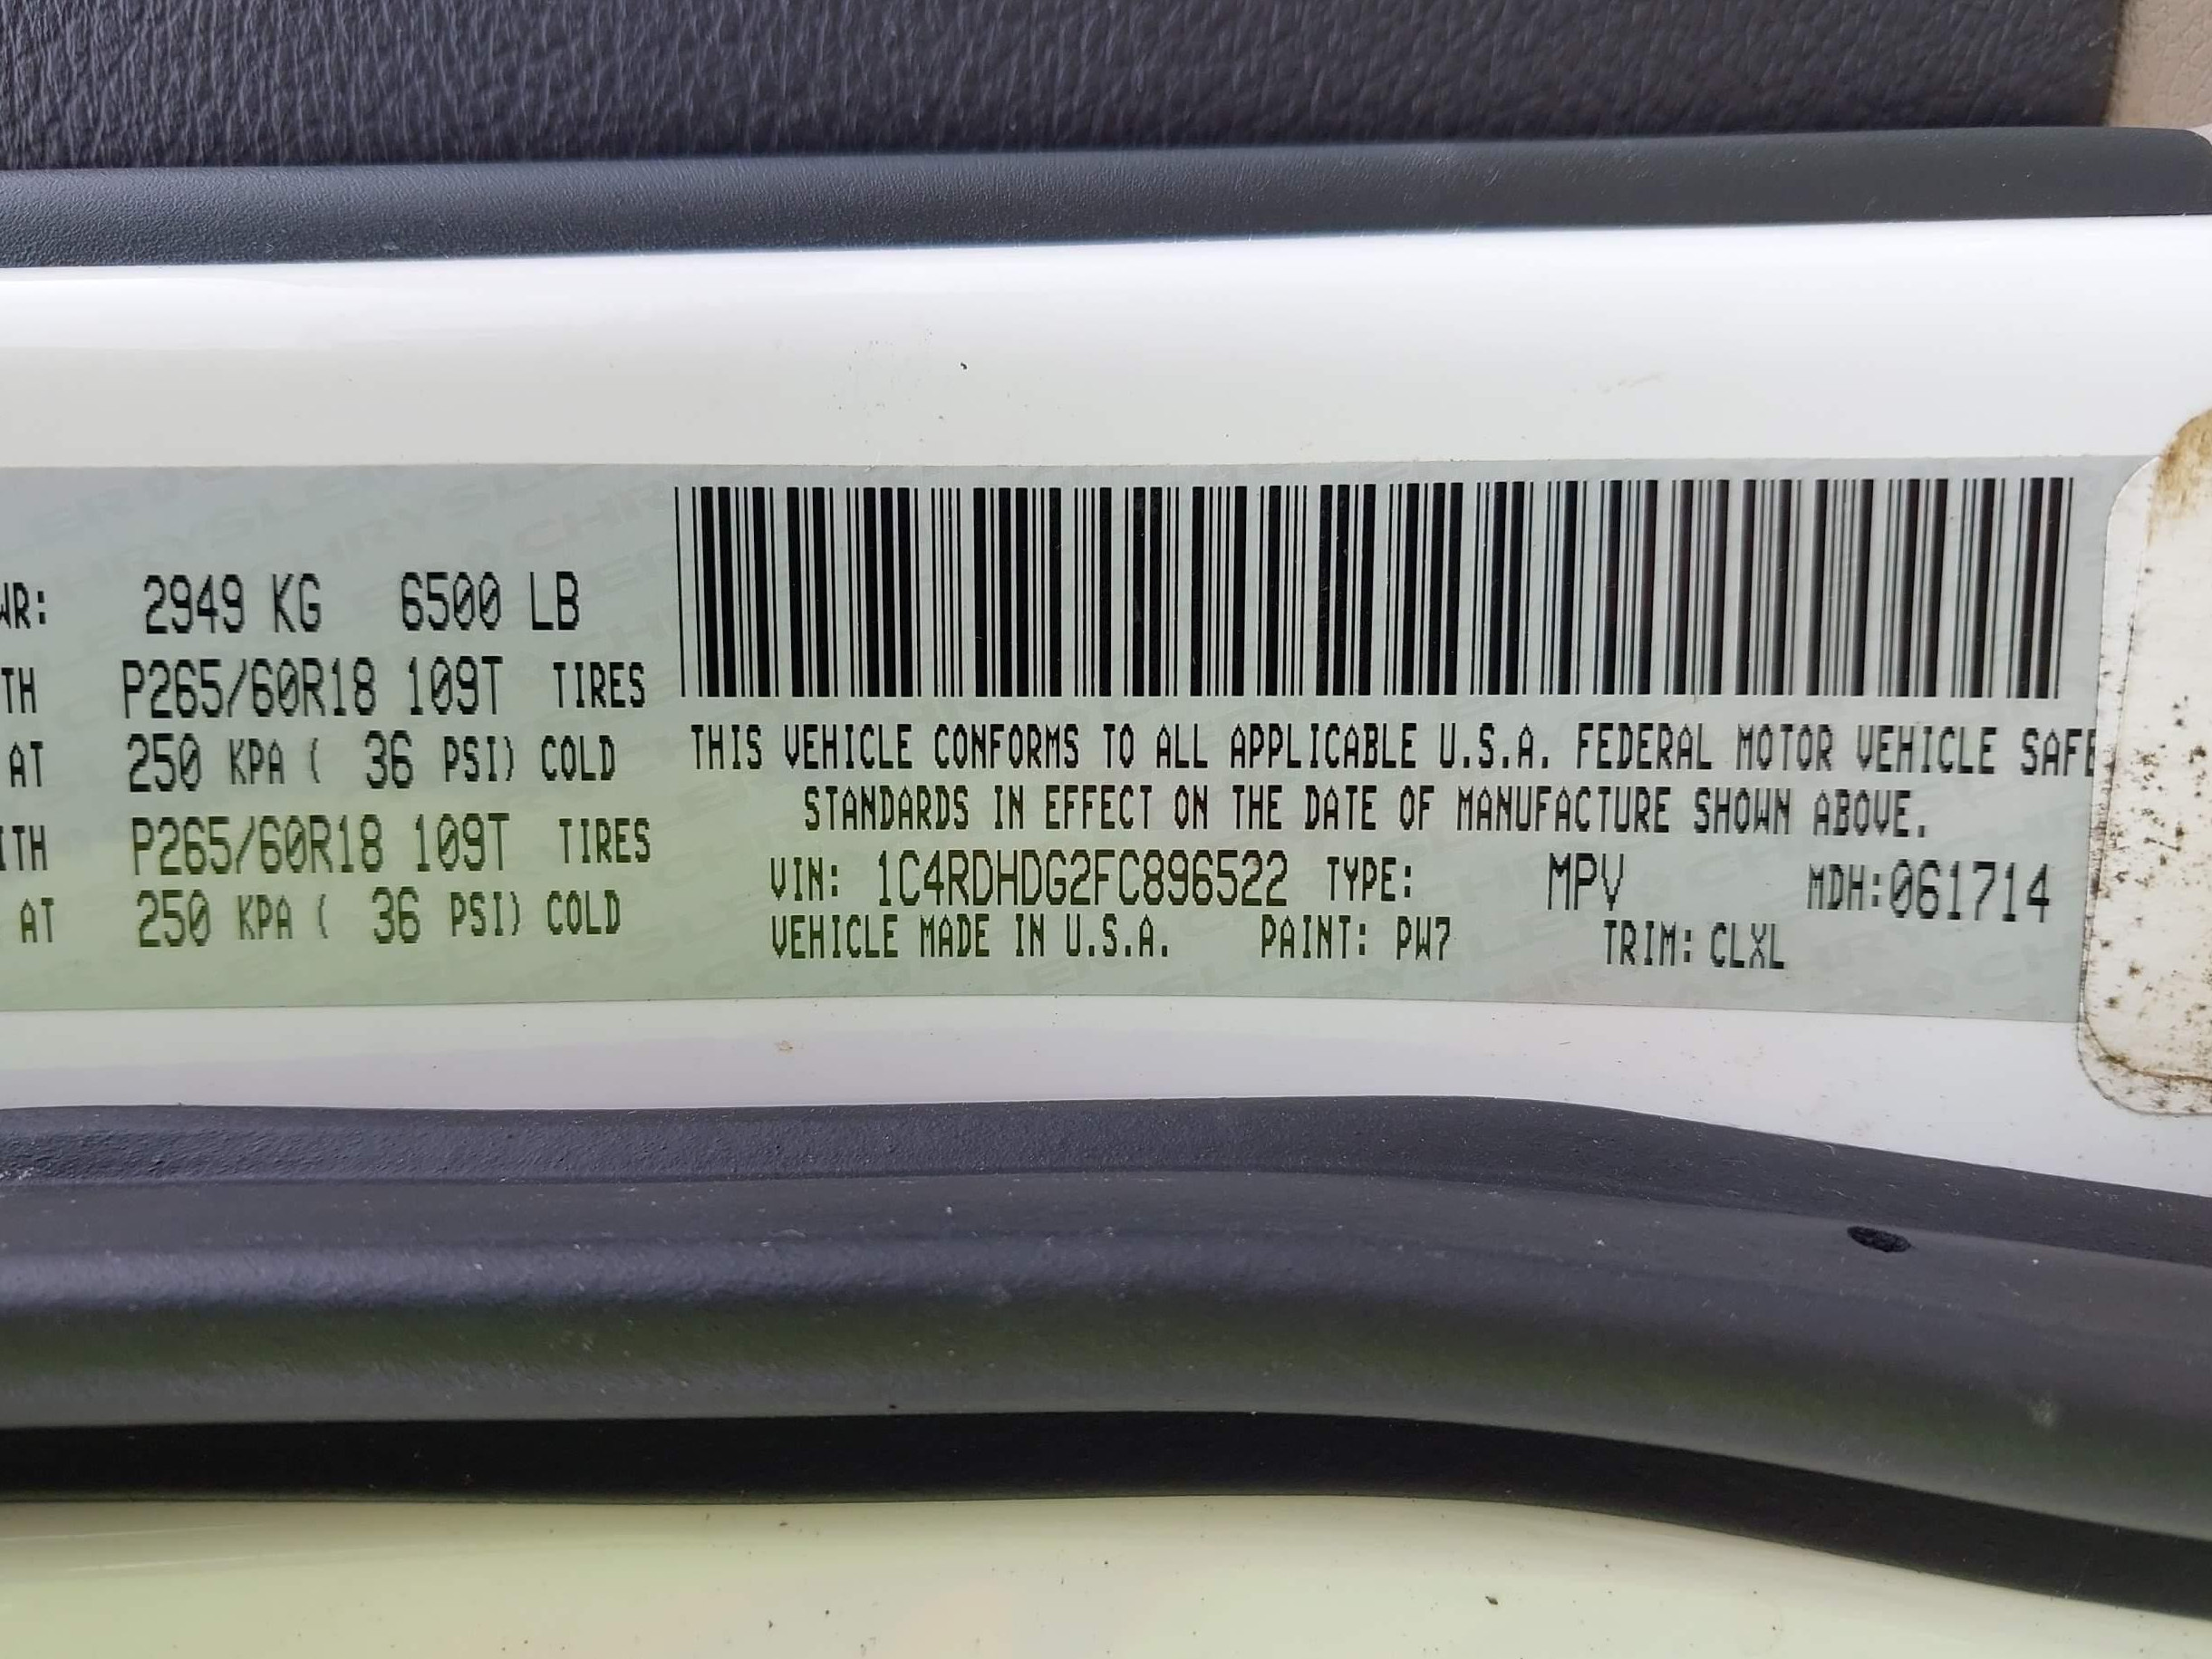 WR: 2949 KG 6500 LB
TH P265/60R18 109T TIRES
AT 250 KPA ( 36 PSI) COLD
ITH P265/60R18 109T TIRES
AT 250 KPA ( 36 PSI) COLD
THIS VEHICLE CONFORMS TO ALL APPLICABLE U.S.A. FEDERAL MOTOR VEHICLE SAFE
STANDARDS IN EFFECT ON THE DATE OF MANUFACTURE SHOWN ABOVE.
VIN: 1C4RDHDG2FC896522 TYPE: MPV MDH:061714
VEHICLE MADE IN U.S.A. PAINT: PW7 TRIM: CLXL